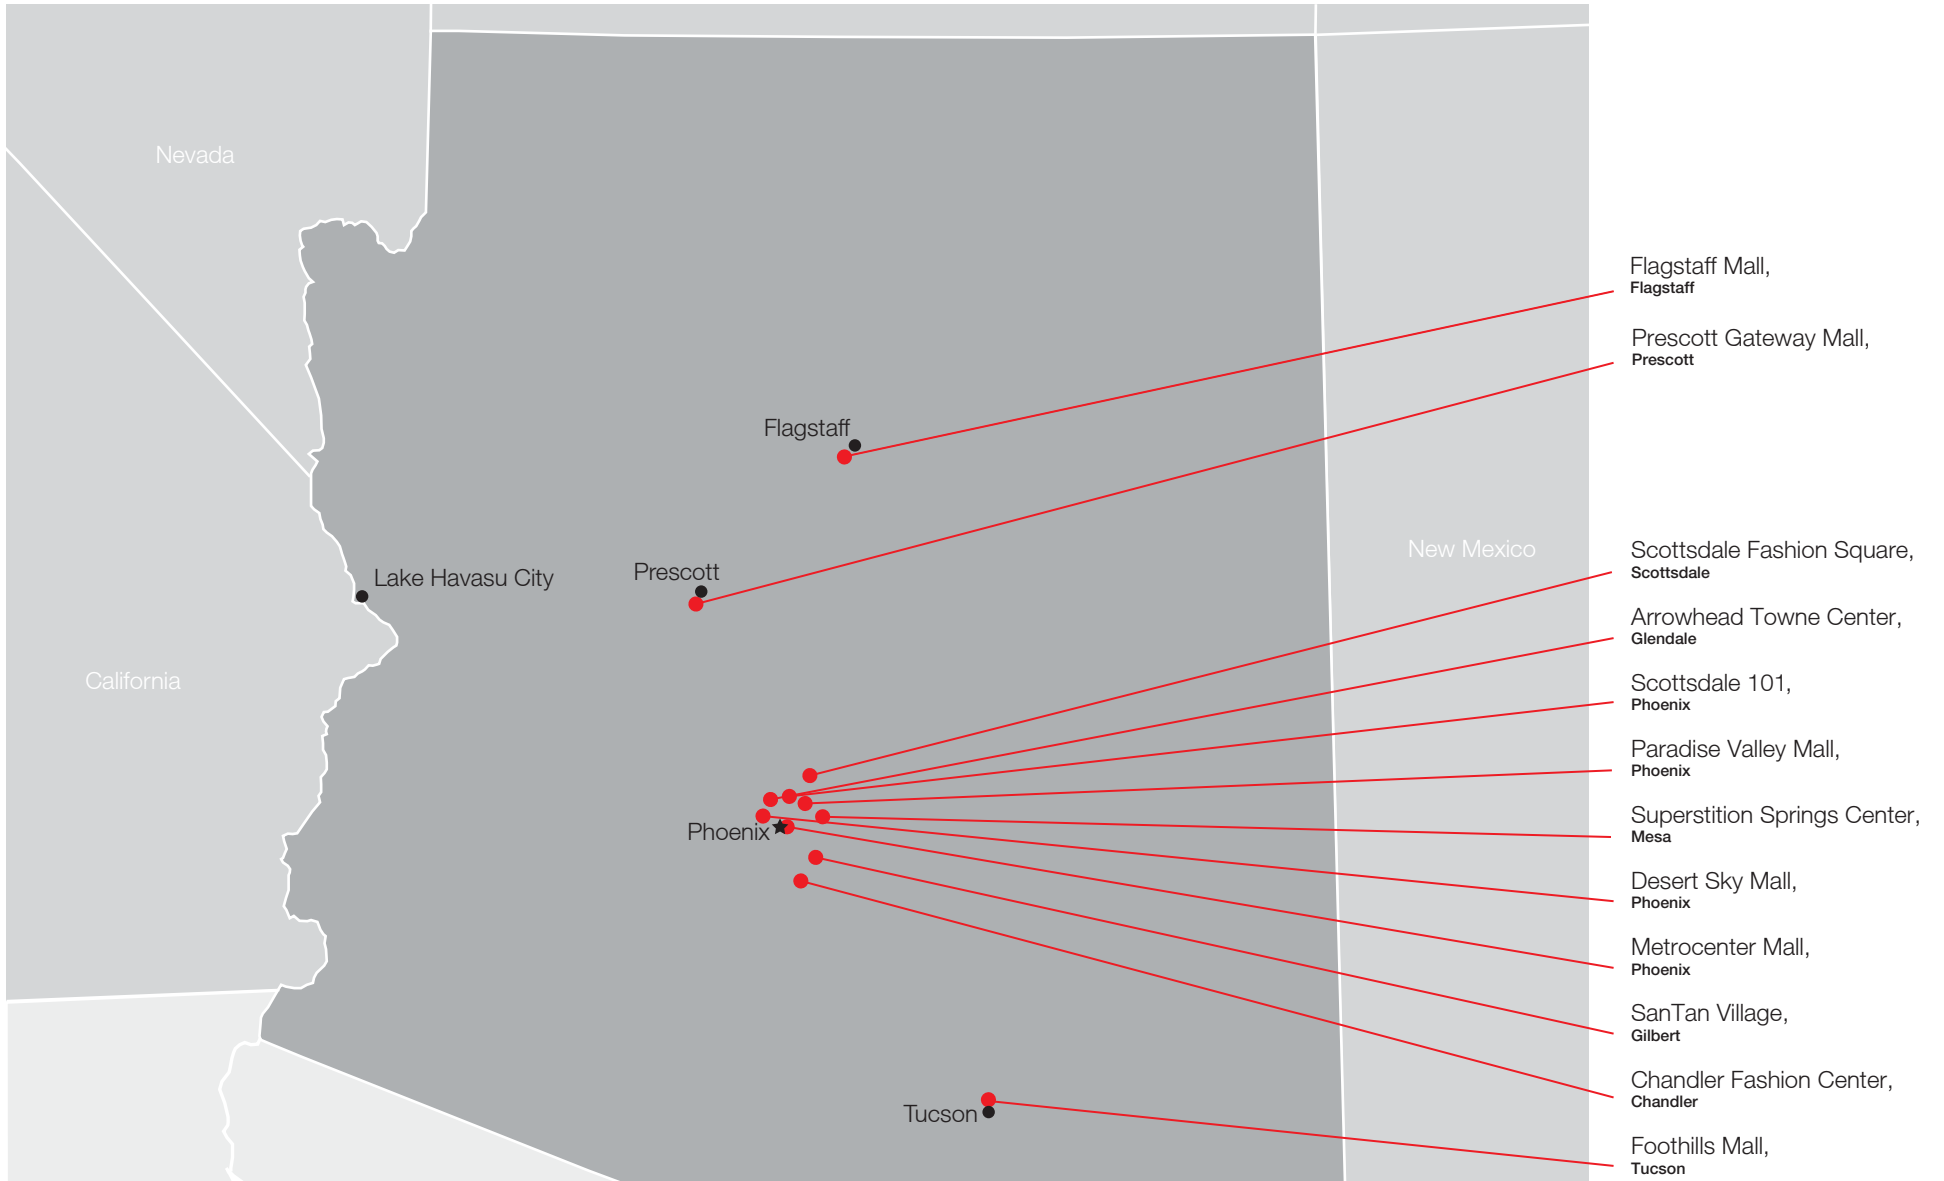 Nevada
Flagstaff Mall,
Flagstaff
Prescott Gateway Mall,
Prescott
Flagstaff
New Mexico
Scottsdale Fashion Square,
Scottsdale
Lake Havasu City
Prescott
Arrowhead Towne Center,
Glendale
California
Scottsdale 101,
Phoenix
Paradise Valley Mall,
Phoenix
Superstition Springs Center,
Mesa
Phoenix
Desert Sky Mall,
Phoenix
Metrocenter Mall,
Phoenix
SanTan Village,
Gilbert
Chandler Fashion Center,
Chandler
Tucson
Foothills Mall,
Tucson